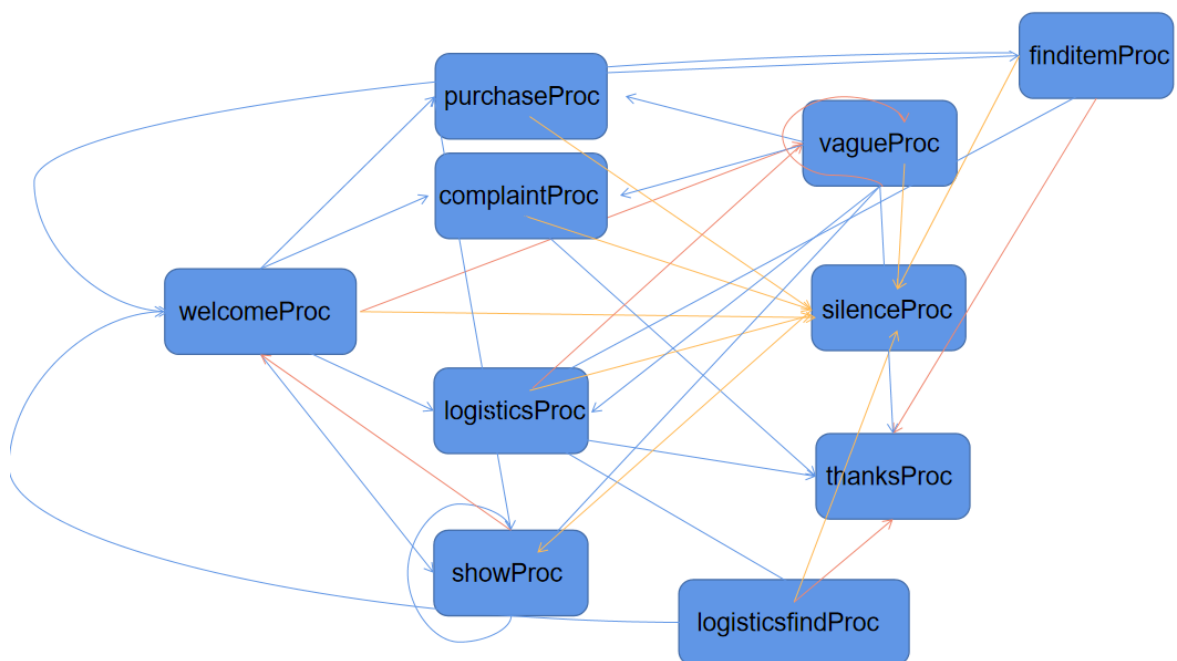 finditemProc
purchaseProc
vagueProc
complaintProc
welcomeProc
silenceProc
logisticsProc
thanksProc
showProc
logisticsfindProc